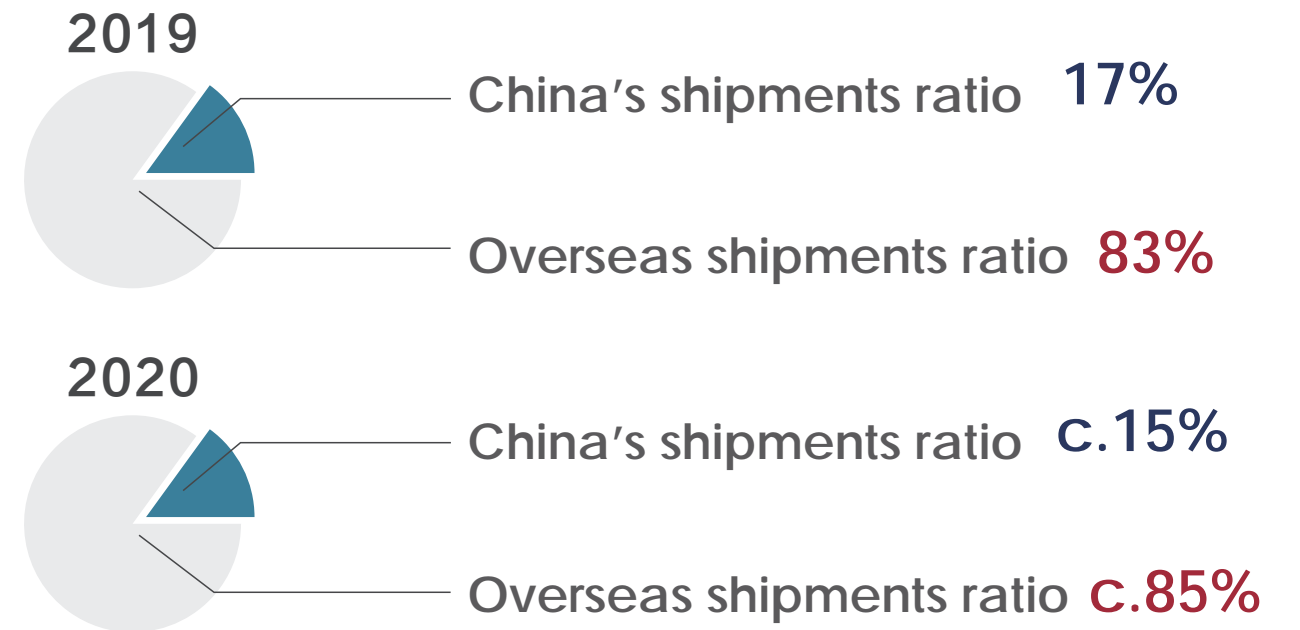 2019
China's shipments ratio 17%
Overseas shipments ratio 83%
2020
China's shipments ratio c.15%
Overseas shipments ratio c.85%